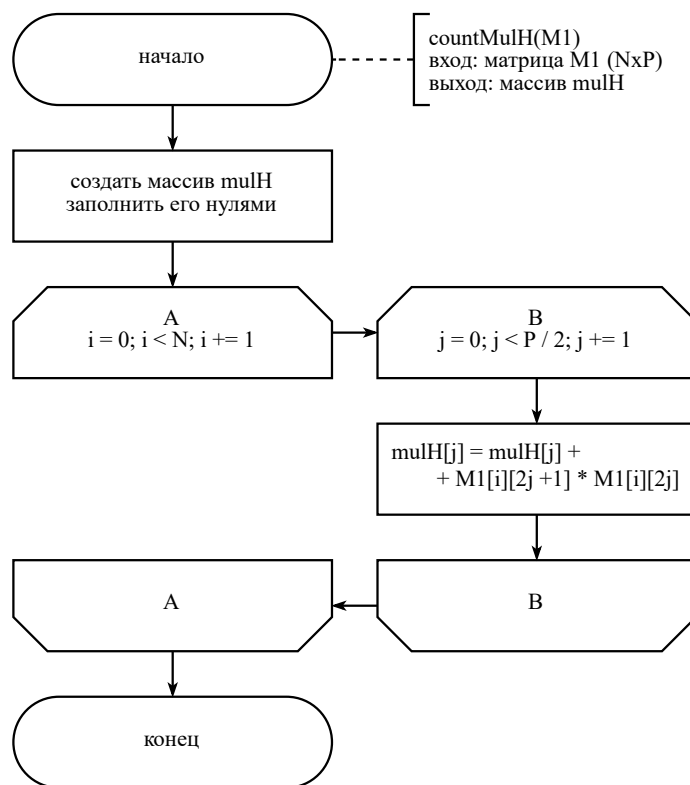 начало
countMulH(M1)
вход: матрица M1 (NxP)
выход: массив mulH
создать массив mulH
заполнить его нулями
A
i = 0; i < N; i += 1
B
j = 0; j < P / 2; j += 1
mulH[j] = mulH[j] +
+ M1[i][2j +1] * M1[i][2j]
A
B
конец